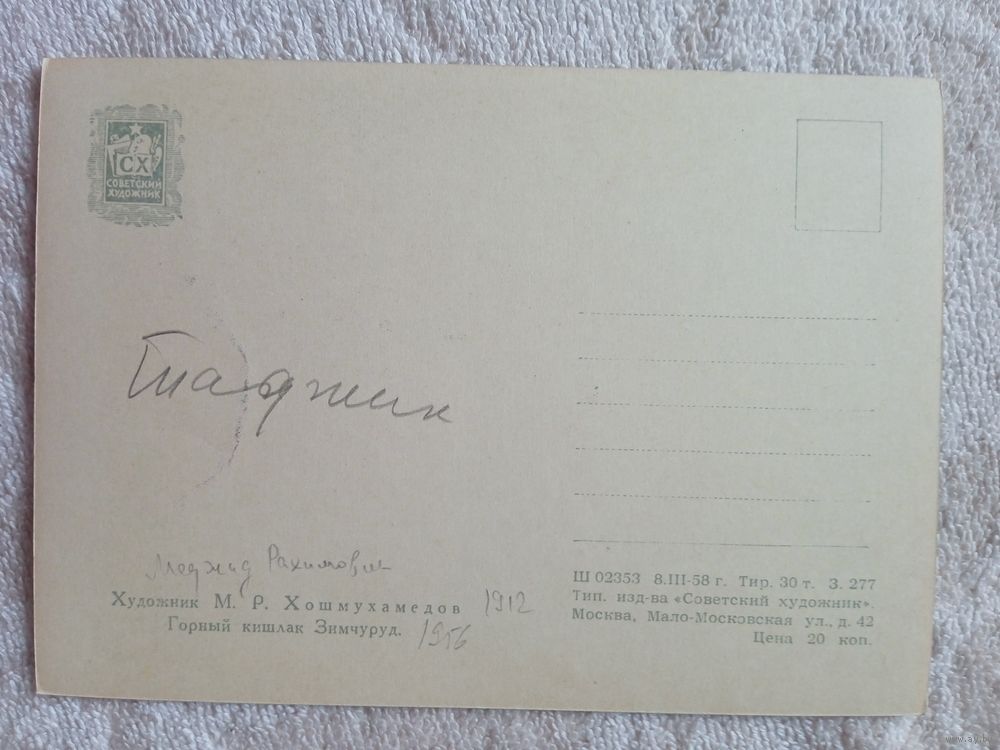 СХ
СОВЕТСКИЙ
ХУДОЖНИК
Таджик
Меджид Рахимович
Художник М. Р. Хошмухамедов 1912
Горный кишлак Зимчуруд. 1956
Ш 02353 8.III-58 г. Тир. 30 т. З. 277
Тип. изд-ва «Советский художник».
Москва, Мало-Московская ул., д. 42
Цена 20 коп.